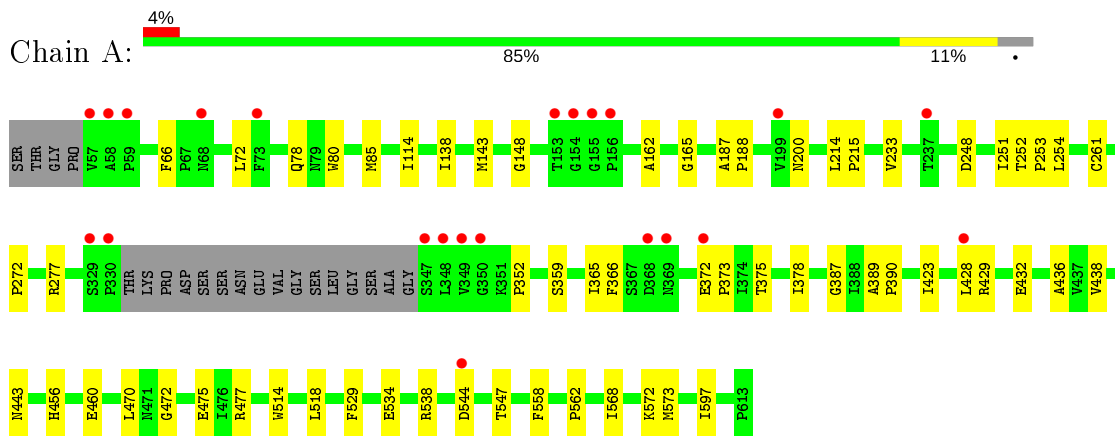 4%
Chain A:
85%
11%
SER THR GLY PRO V57 A58 P59 F66 P67 N68 L72 F73 Q78 N79 W80 M85 I114 I138 M143 G148 T153 G154 G155 P156 A162 G165 A187 P188 V199 N200 L214 P215 V233 T237 D248 I251 T252 P253 L254 C261
P272 R277 S329 P330 THR LYS PRO ASP SER SER ASN GLU VAL GLY SER LEU GLY GLY SER ALA GLY S347 L348 V349 G350 K351 P352 S359 I365 F366 S367 D368 N369 E372 P373 I374 T375 I378 G387 I388 A389 P390 I423 L428 R429 E432 A436 V437 V438
N443 H456 E460 L470 N471 G472 E475 I476 R477 W514 L518 F529 E534 R538 D544 T547 F558 P562 I568 K572 M573 I597 P613